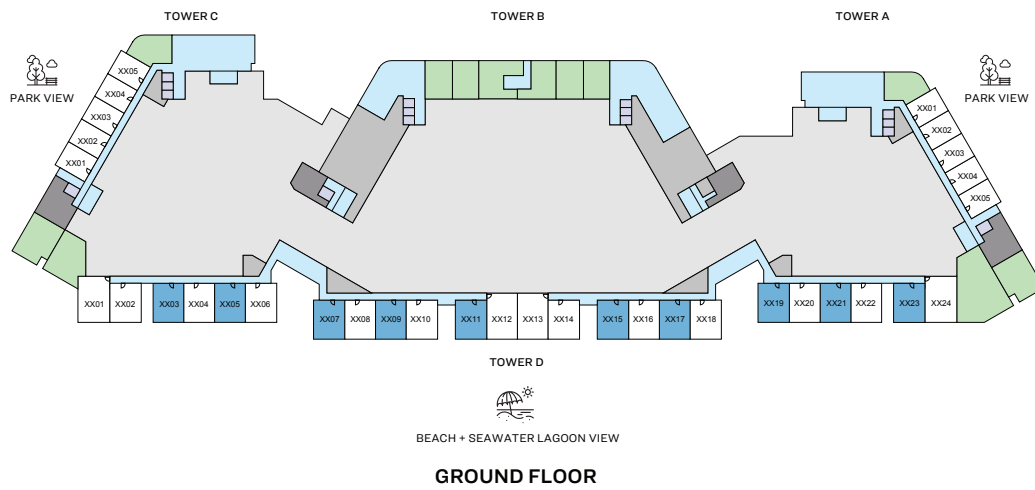 TOWER C
TOWER B
TOWER A
PARK VIEW
PARK VIEW
XX05
XX04
XX03
XX02
XX01
XX01
XX02
XX03
XX04
XX05
XX01
XX02
XX03
XX04
XX05
XX06
XX07
XX08
XX09
XX10
XX11
XX12
XX13
XX14
XX15
XX16
XX17
XX18
XX19
XX20
XX21
XX22
XX23
XX24
TOWER D
BEACH + SEAWATER LAGOON VIEW
GROUND FLOOR